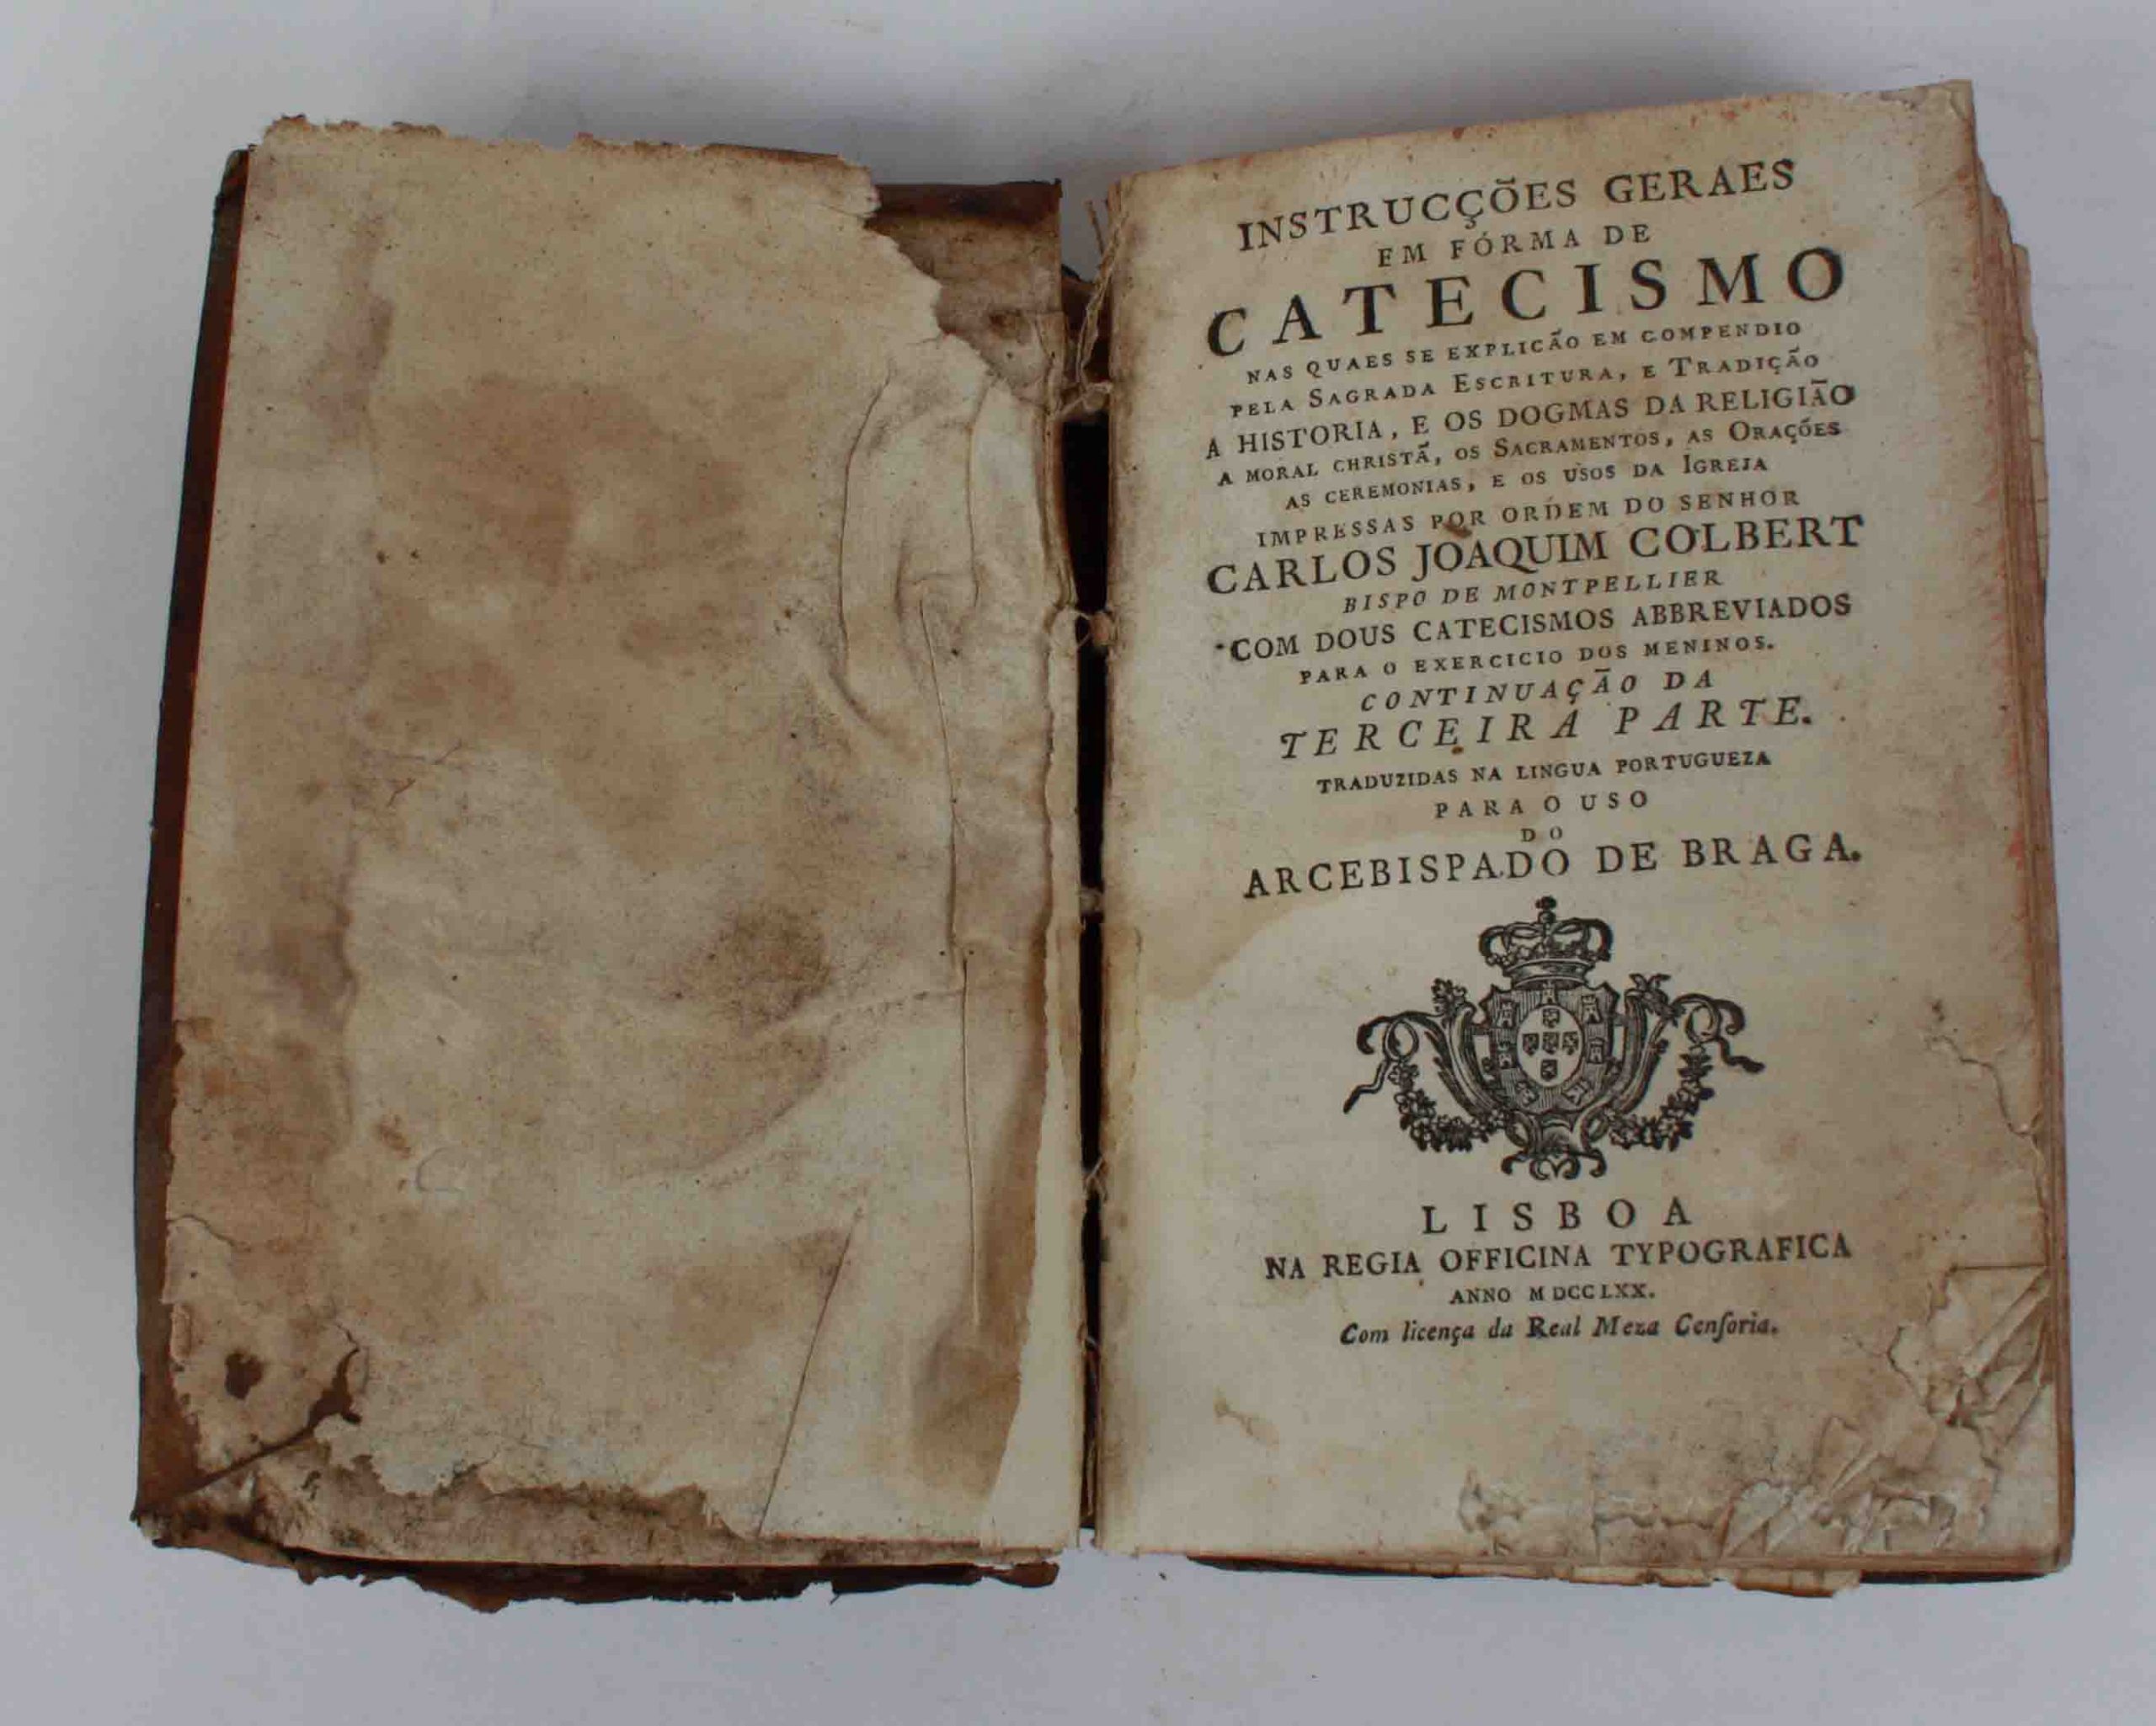 INSTRUCÇÕES GERAES
EM FÓRMA DE
CATECISMO
NAS QUAES SE EXPLICÃO EM COMPENDIO
PELA SAGRADA ESCRITURA, E TRADIÇÃO
A HISTORIA, E OS DOGMAS DA RELIGIÃO
A MORAL CHRISTÃ, OS SACRAMENTOS, AS ORAÇÓES
AS CEREMONIAS, E OS USOS DA IGREJA
IMPRESSAS POR ORDEM DO SENHOR
CARLOS JOAQUIM COLBERT
BISPO DE MONTPELLIER
COM DOUS CATECISMOS ABBREVIADOS
PARA O EXERCICIO DOS MENINOS.
CONTINUAÇÃO DA
TERCEIRA PARTE.
TRADUZIDAS NA LINGUA PORTUGUEZA
PARA O USO
DO
ARCEBISPADO DE BRAGA.
LISBOA
NA REGIA OFFICINA TYPOGRAFICA
ANNO MDCCLXX.
Com licença da Real Meza Cenſoria.